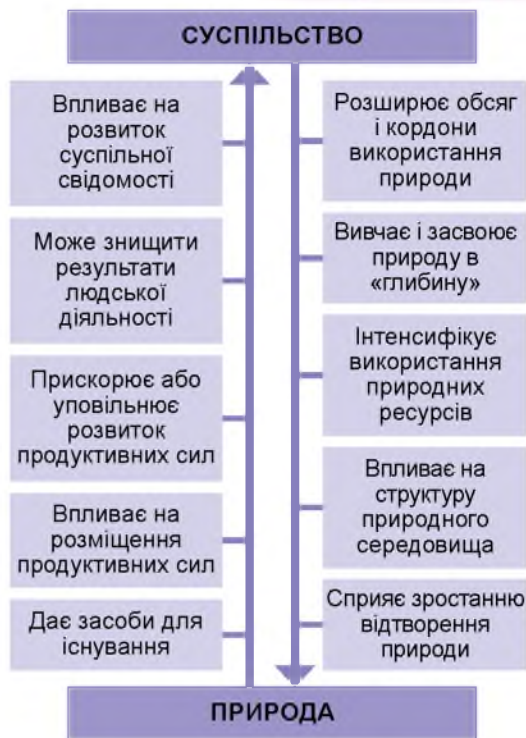 СУСПІЛЬСТВО
Впливає на
розвиток
суспільної
свідомості
Може знищити
результати
людської
діяльності
Прискорює або
уповільнює
розвиток
продуктивних сил
Впливає на
розміщення
продуктивних сил
Дає засоби для
існування
Розширює обсяг
і кордони
використання
природи
Вивчає і засвоює
природу в
«глибину»
Інтенсифікує
використання
природних
ресурсів
Впливає на
структуру
природного
середовища
Сприяє зростанню
відтворення
природи
ПРИРОДА